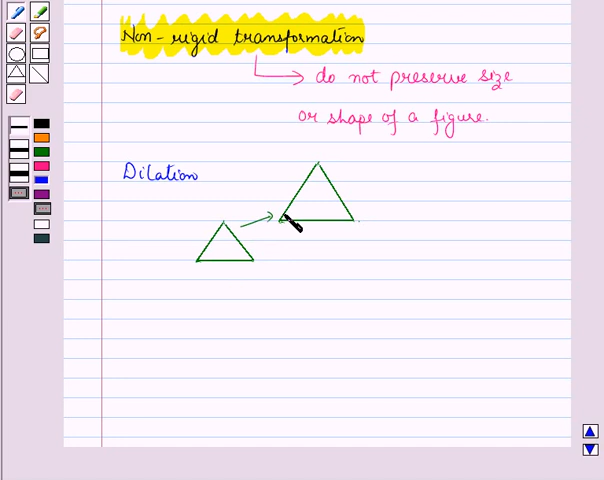 Non-rigid transformation
do not preserve size
or shape of a figure.
Dilation